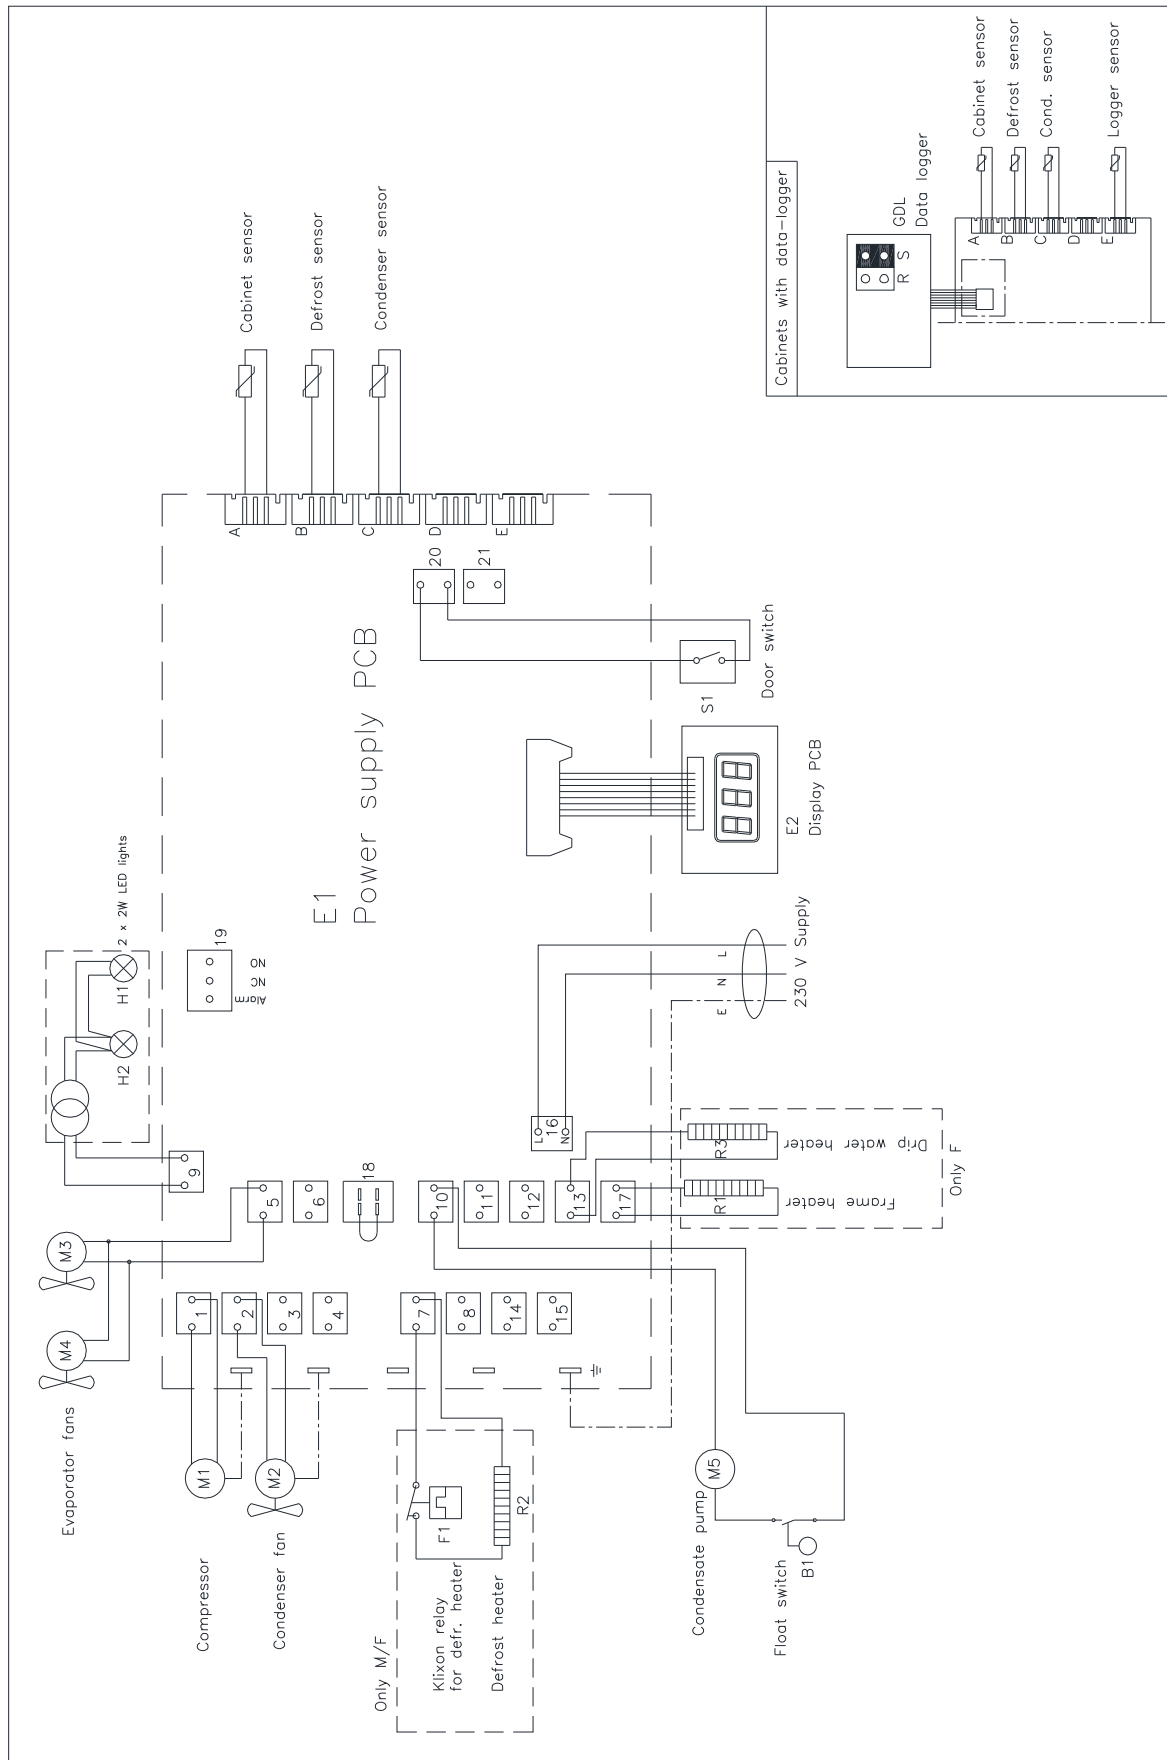 Cabinets with data-logger
GDL
Data logger
R S
A
B
C
D
E
Cabinet sensor
Defrost sensor
Cond. sensor
Logger sensor
Cabinet sensor
Defrost sensor
Condenser sensor
A
B
C
D
E
20
21
S1
Door switch
E1
Power supply PCB
E2
Display PCB
2 x 2W LED lights
H1
H2
19
Alarm
NC
NO
E N L
230 V Supply
L
16
N
9
5
6
18
10
11
12
13
17
R3
Drip water heater
R1
Frame heater
Only F
M3
M4
Evaporator fans
1
2
3
4
7
8
14
15
M1
M2
Compressor
Condenser fan
Only M/F
Klixon relay
for defr. heater
F1
Defrost heater
R2
M5
Condensate pump
Float switch
B1